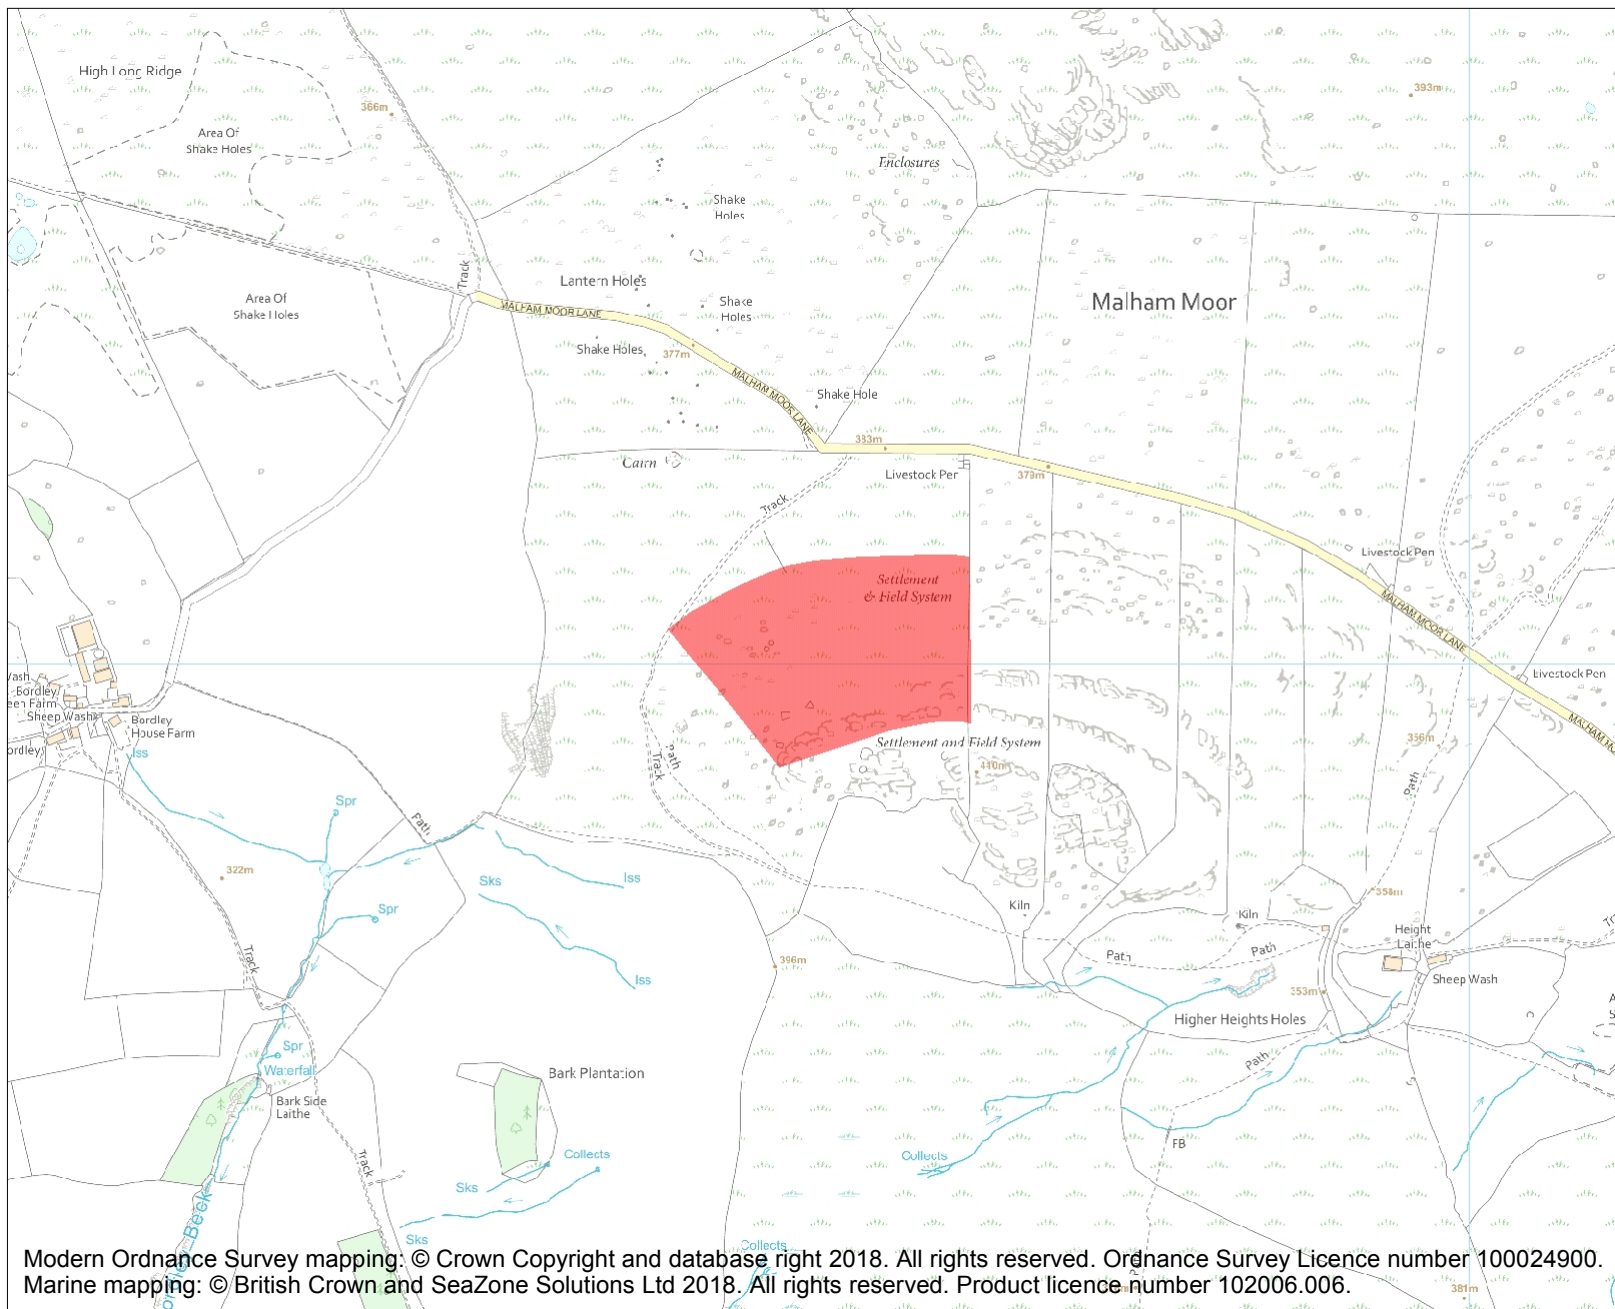 High Long Ridge
366m
393m
Area Of
Shake Holes
Enclosures
Shake
Holes
Track
Lantern Holes
Area Of
Shake Holes
MALHAM MOOR LANE
Shake
Holes
Malham Moor
Shake Holes
377m
MALHAM MOOR LANE
Shake Hole
383m
Cairn
Livestock Pen
379m
Track
Livestock Pen
Settlement
& Field System
MALHAM MOOR LANE
Livestock Pen
Bordley
Sheep Wash
Bordley
House Farm
Iss
MALHAM
356m
Settlement and Field System
Path
Track
410m
Path
Spr
Path
322m
Sks
Iss
Spr
Kiln
Kiln
358m
Height
Laithe
Track
396m
Path
Path
Sheep Wash
Iss
353m
Higher Heights Holes
Spr
Waterfall
Path
Bark Plantation
Bark Side
Laithe
FB
Track
Collects
Collects
Sks
Beck
Sks
Collects
Modern Ordnance Survey mapping: © Crown Copyright and database right 2018. All rights reserved. Ordnance Survey Licence number 100024900.
Marine mapping: © British Crown and SeaZone Solutions Ltd 2018. All rights reserved. Product licence number 102006.006.
381m